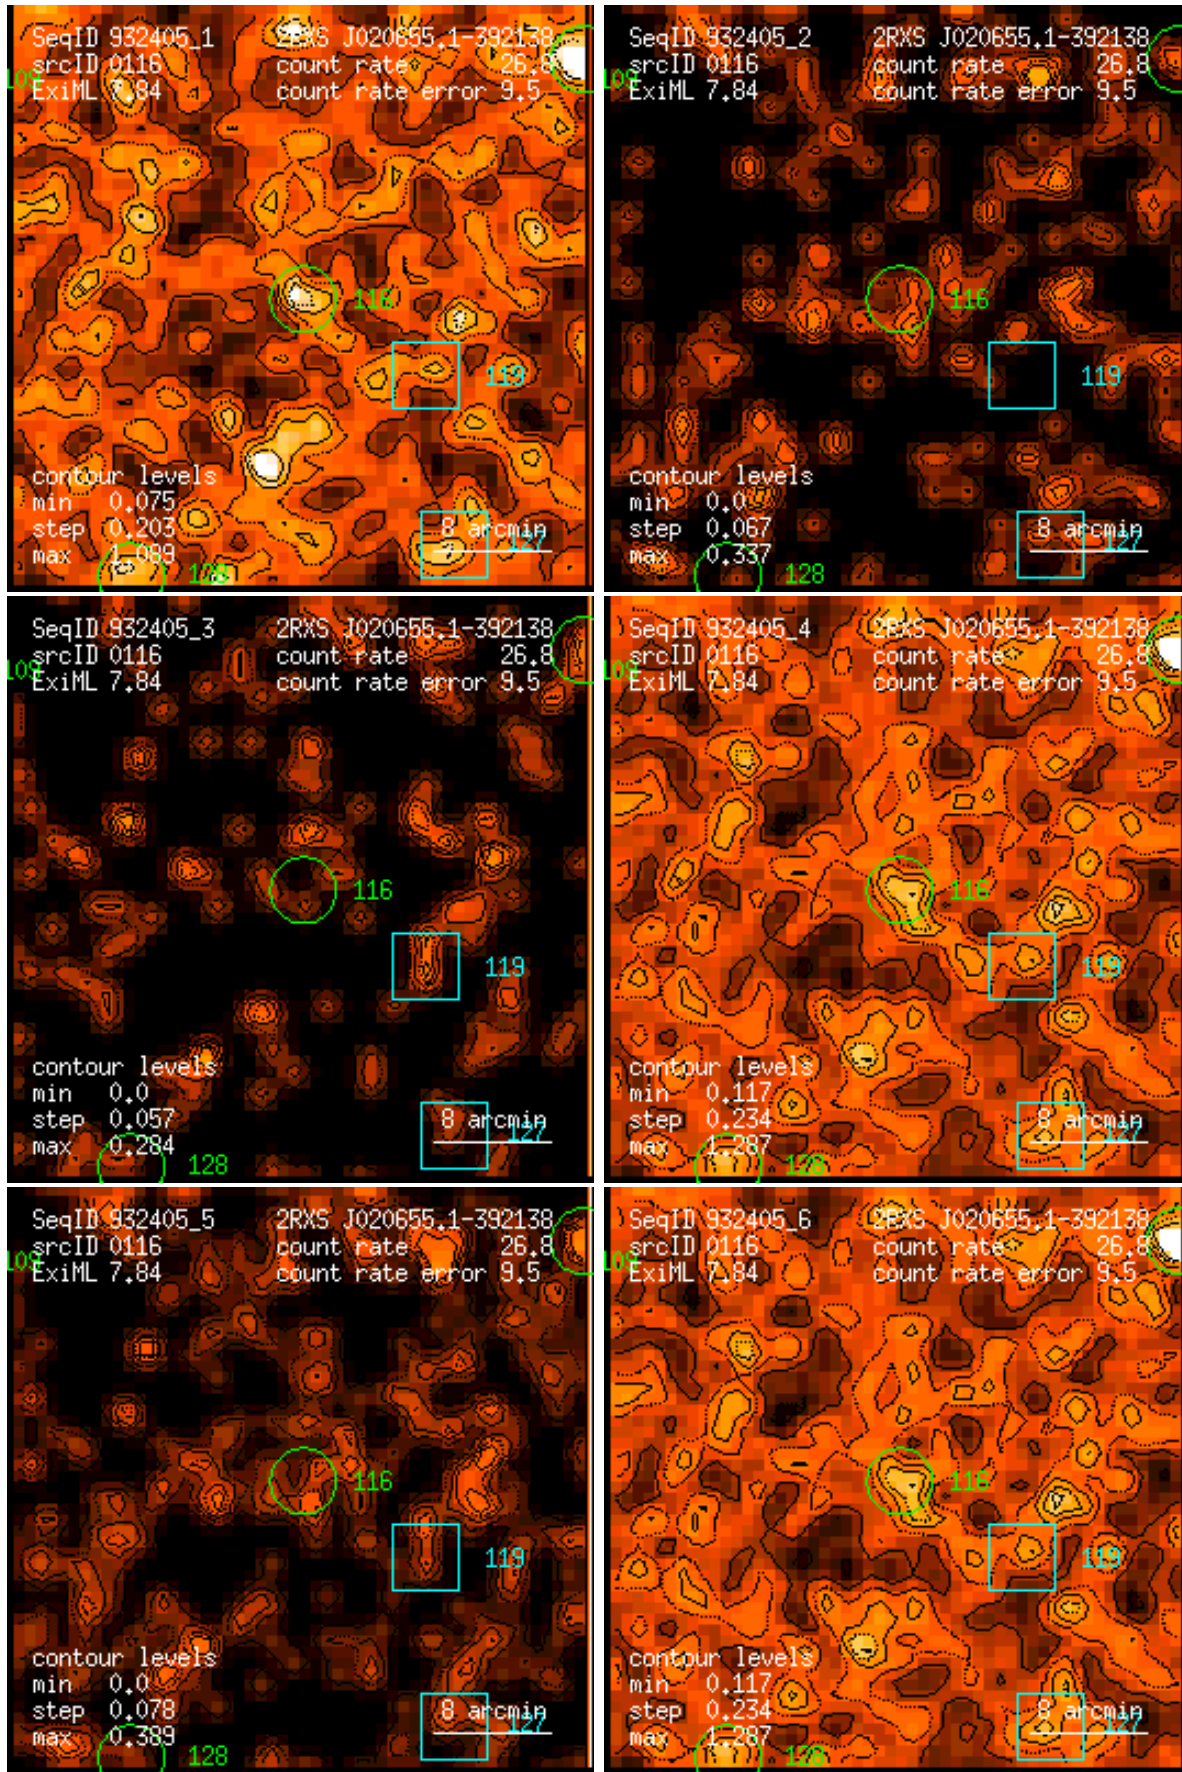 SeqID 932405_1 2RXS J020655.1-392138
srcID 0116 count rate 26.8
109
ExiML 7.84 count rate error 9.5
116
119
contour levels
min 0.075
step 0.203
8 arcmin
127
max 1.089
128
SeqID 932405_2 2RXS J020655.1-392138
srcID 0116 count rate 26.8
109
ExiML 7.84 count rate error 9.5
116
119
contour levels
min 0.0
step 0.067
8 arcmin
127
max 0.337
128
SeqID 932405_3 2RXS J020655.1-392138
srcID 0116 count rate 26.8
109
ExiML 7.84 count rate error 9.5
116
119
contour levels
min 0.0
step 0.057
8 arcmin
127
max 0.284
128
SeqID 932405_4 2RXS J020655.1-392138
srcID 0116 count rate 26.8
109
ExiML 7.84 count rate error 9.5
116
119
contour levels
min 0.117
step 0.234
8 arcmin
127
max 1.287
128
SeqID 932405_5 2RXS J020655.1-392138
srcID 0116 count rate 26.8
109
ExiML 7.84 count rate error 9.5
116
119
contour levels
min 0.0
step 0.078
8 arcmin
127
max 0.389
128
SeqID 932405_6 2RXS J020655.1-392138
srcID 0116 count rate 26.8
109
ExiML 7.84 count rate error 9.5
116
119
contour levels
min 0.117
step 0.234
8 arcmin
127
max 1.287
128